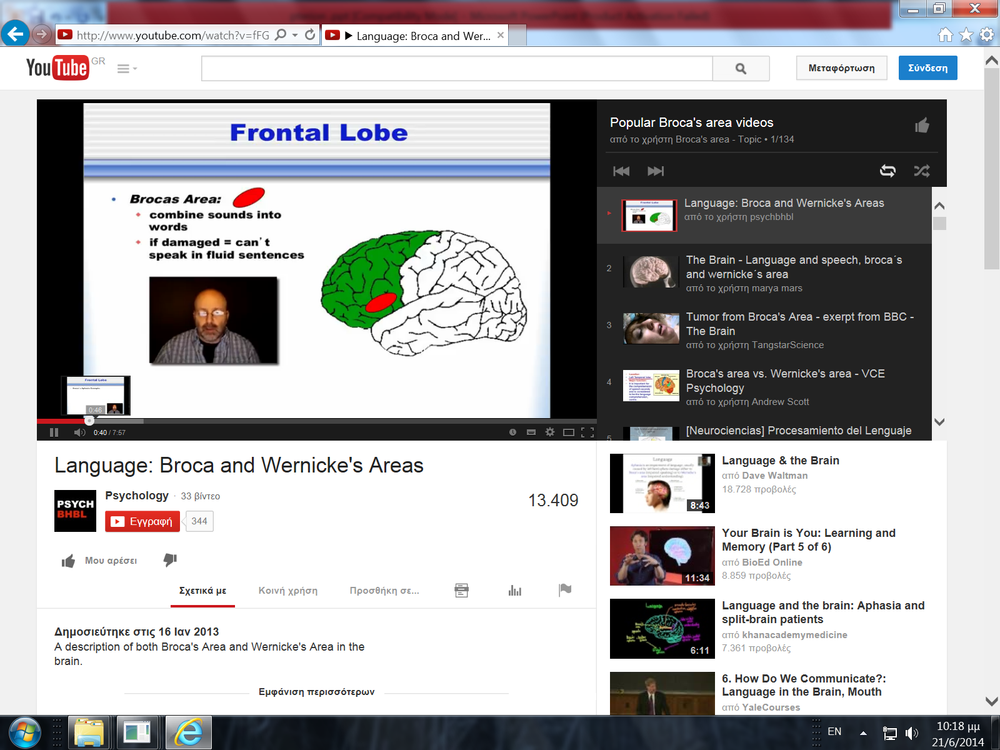 http://www.youtube.com/watch?v=fFG
Language: Broca and Wer...
YouTube GR
Μεταφόρτωση
Σύνδεση
Frontal Lobe
Brocas Area:
combine sounds into
words
if damaged = can't
speak in fluid sentences
Frontal Lobe
0:46
0:40 / 7:57
Popular Broca's area videos
από το χρήστη Broca's area - Topic • 1/134
Language: Broca and Wernicke's Areas
από το χρήστη psychbhbl
2
The Brain - Language and speech, broca´s
and wernicke´s area
από το χρήστη marya mars
3
Tumor from Broca's Area - exerpt from BBC -
The Brain
από το χρήστη TangstarScience
4
Broca's area vs. Wernicke's area - VCE
Psychology
από το χρήστη Andrew Scott
5
[Neurociencias] Procesamiento del Lenguaje
Language: Broca and Wernicke's Areas
PSYCH
BHBL
Psychology · 33 βίντεο
Εγγραφή
344
13.409
Μου αρέσει
Σχετικά με
Κοινή χρήση
Προσθήκη σε...
Δημοσιεύτηκε στις 16 Ιαν 2013
A description of both Broca's Area and Wernicke's Area in the
brain.
Εμφάνιση περισσότερων
Language
8:43
Language & the Brain
από Dave Waltman
18.728 προβολές
11:34
Your Brain is You: Learning and
Memory (Part 5 of 6)
από BioEd Online
8.859 προβολές
6:11
Language and the brain: Aphasia and
split-brain patients
από khanacademymedicine
7.361 προβολές
6. How Do We Communicate?:
Language in the Brain, Mouth
από YaleCourses
EN
10:18 μμ
21/6/2014